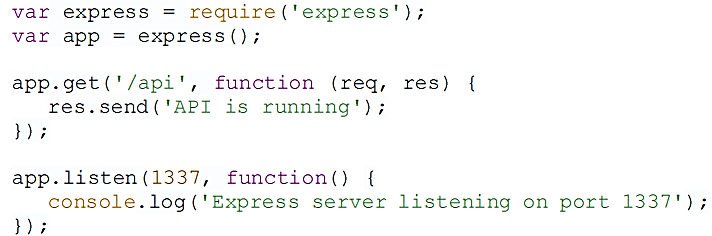 var express = require('express');
var app = express();

app.get('/api', function (req, res) {
   res.send('API is running');
});

app.listen(1337, function() {
   console.log('Express server listening on port 1337');
});